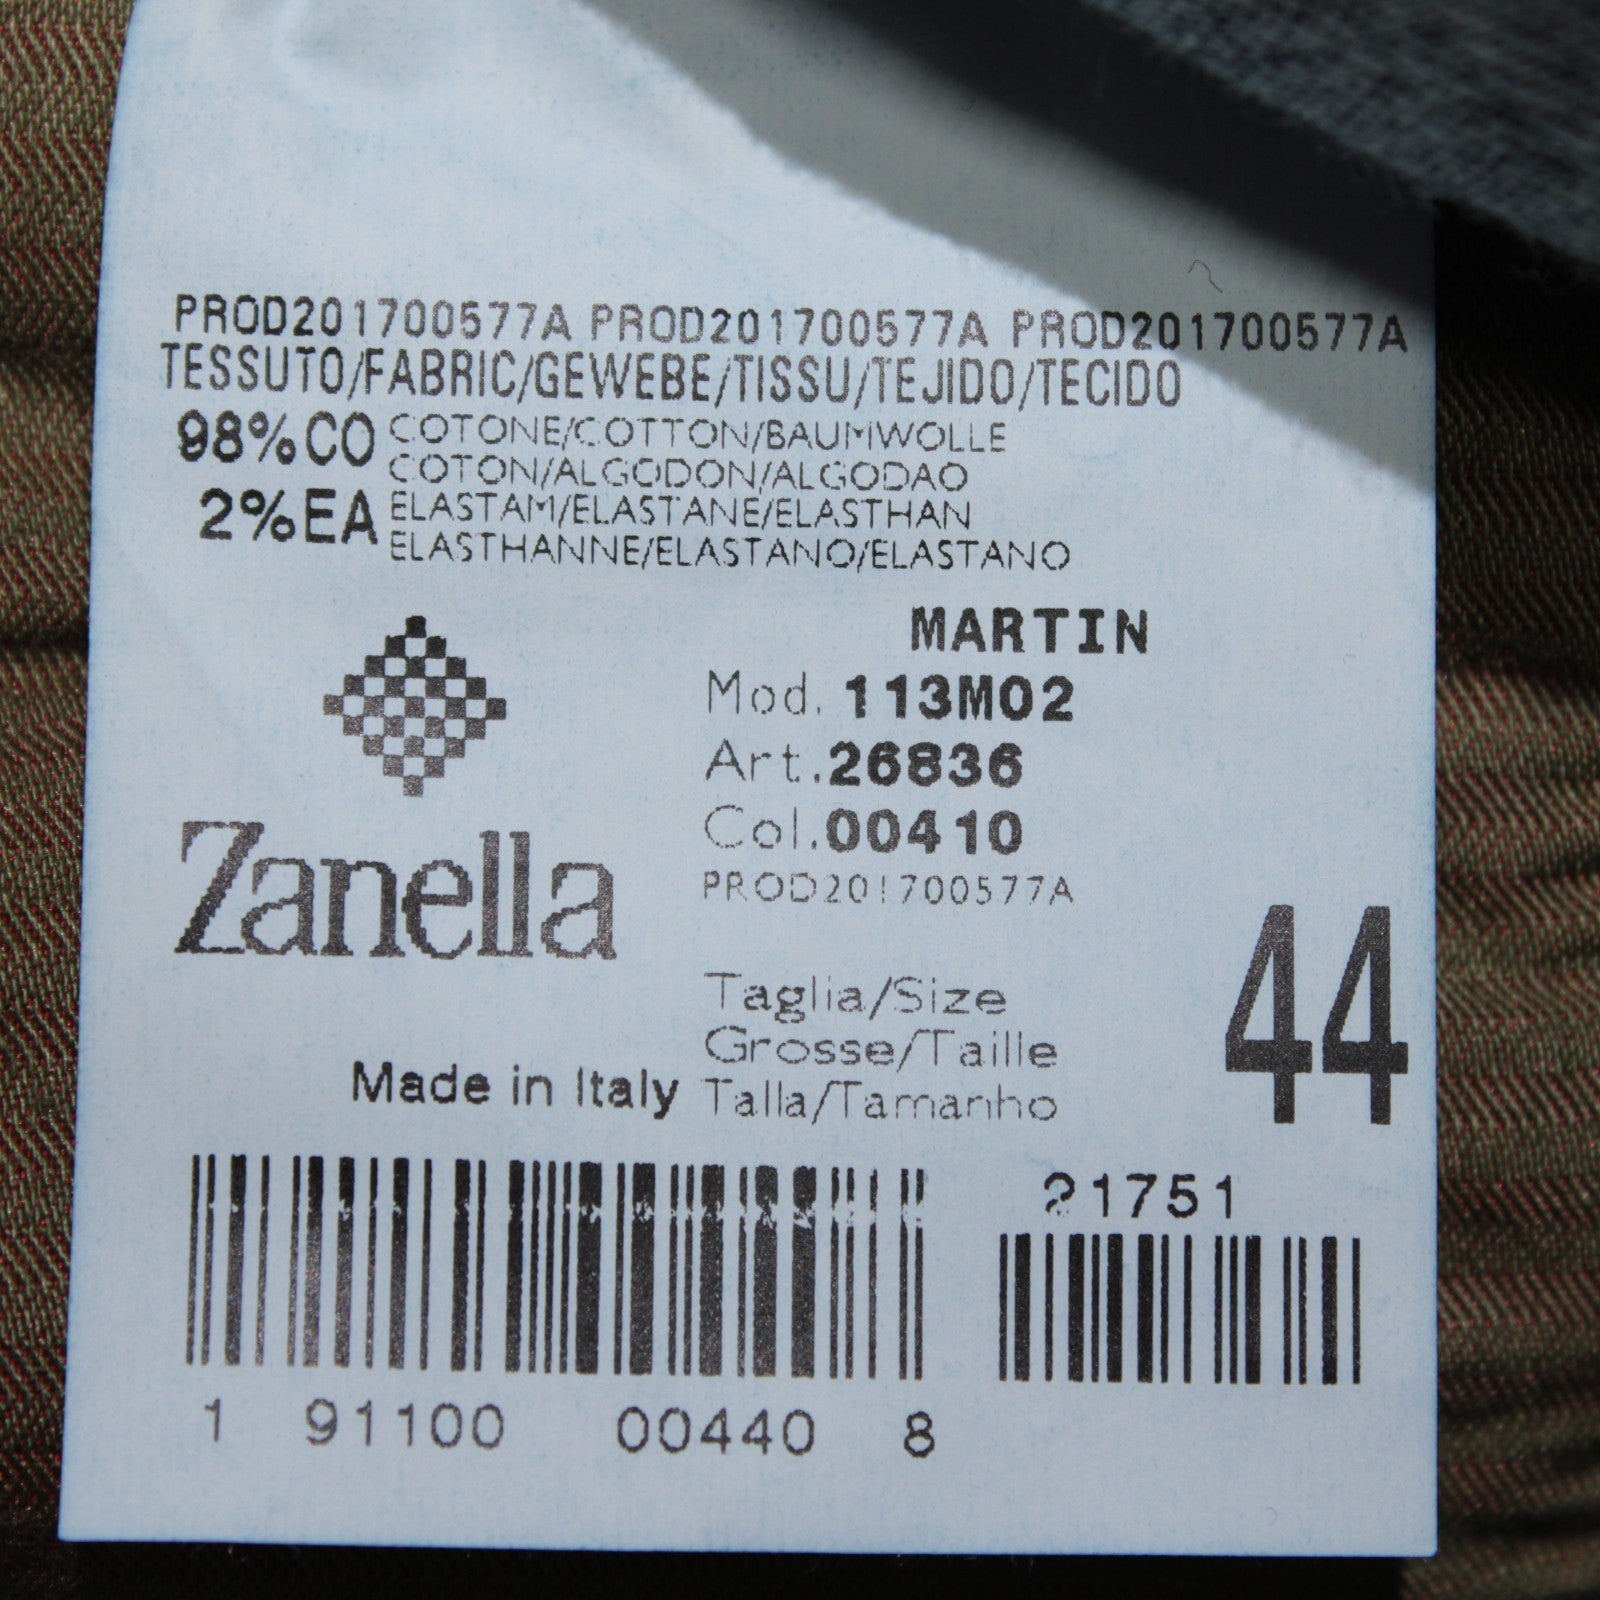 PROD201700577A PROD201700577A PROD201700577A
TESSUTO/FABRIC/GEWEBE/TISSU/TEJIDO/TECIDO
98%CO COTONE/COTTON/BAUMWOLLE
COTON/ALGODON/ALGODAO
2%EA ELASTAM/ELASTANE/ELASTHAN
ELASTHANNE/ELASTANO/ELASTANO
MARTIN
Mod. 113M02
Art.26836
Col.00410
PROD201700577A
Zanella
Taglia/Size
Grosse/Taille
Talla/Tamanho
44
Made in Italy
21751
1 91100 00440 8